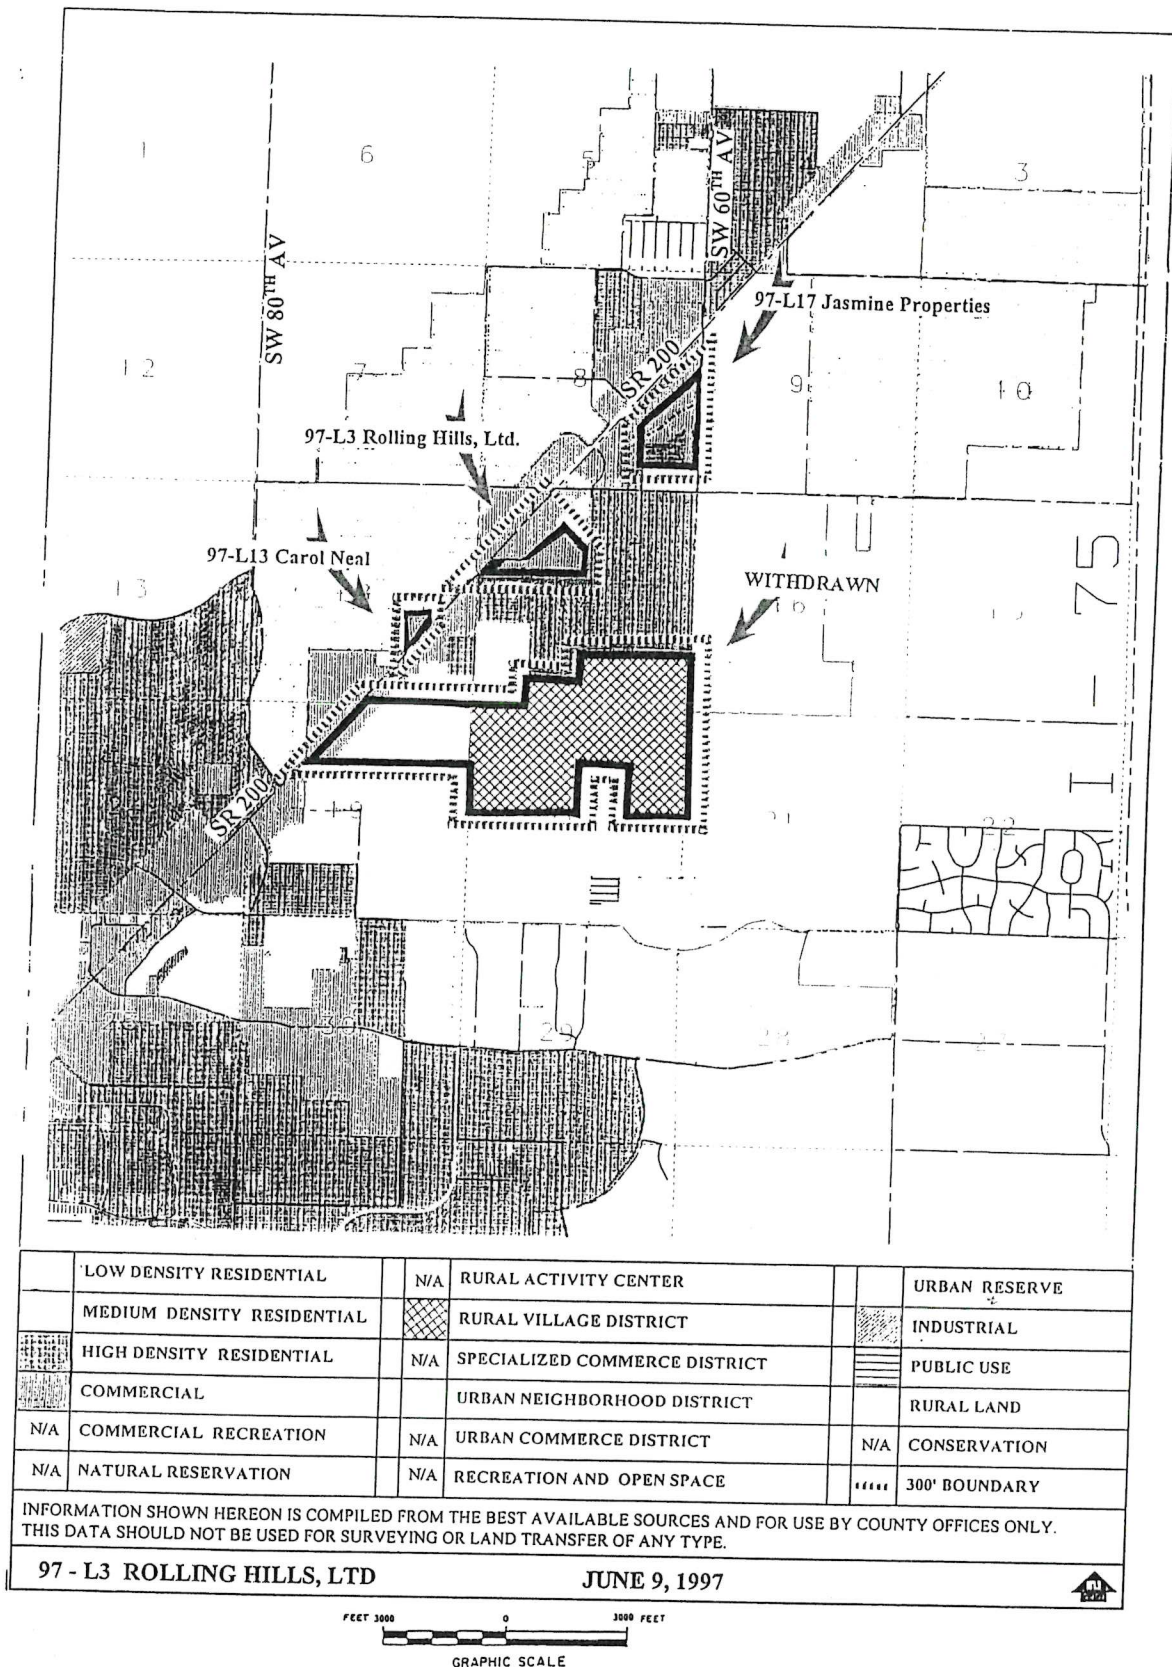 1
6
5
3
SW 80TH AV
SW 60TH AV
97-L17 Jasmine Properties
12
7
8
SR 200
9
10
97-L3 Rolling Hills, Ltd.
97-L13 Carol Neal
13
WITHDRAWN
16
I-75
SR 200
19
21
22
30
29
28
LOW DENSITY RESIDENTIAL
N/A RURAL ACTIVITY CENTER
URBAN RESERVE
MEDIUM DENSITY RESIDENTIAL
RURAL VILLAGE DISTRICT
INDUSTRIAL
HIGH DENSITY RESIDENTIAL
N/A SPECIALIZED COMMERCE DISTRICT
PUBLIC USE
COMMERCIAL
URBAN NEIGHBORHOOD DISTRICT
RURAL LAND
N/A COMMERCIAL RECREATION
N/A URBAN COMMERCE DISTRICT
N/A CONSERVATION
N/A NATURAL RESERVATION
N/A RECREATION AND OPEN SPACE
300' BOUNDARY
INFORMATION SHOWN HEREON IS COMPILED FROM THE BEST AVAILABLE SOURCES AND FOR USE BY COUNTY OFFICES ONLY.
THIS DATA SHOULD NOT BE USED FOR SURVEYING OR LAND TRANSFER OF ANY TYPE.
97 - L3 ROLLING HILLS, LTD
JUNE 9, 1997
FEET 3000 0 3000 FEET
GRAPHIC SCALE